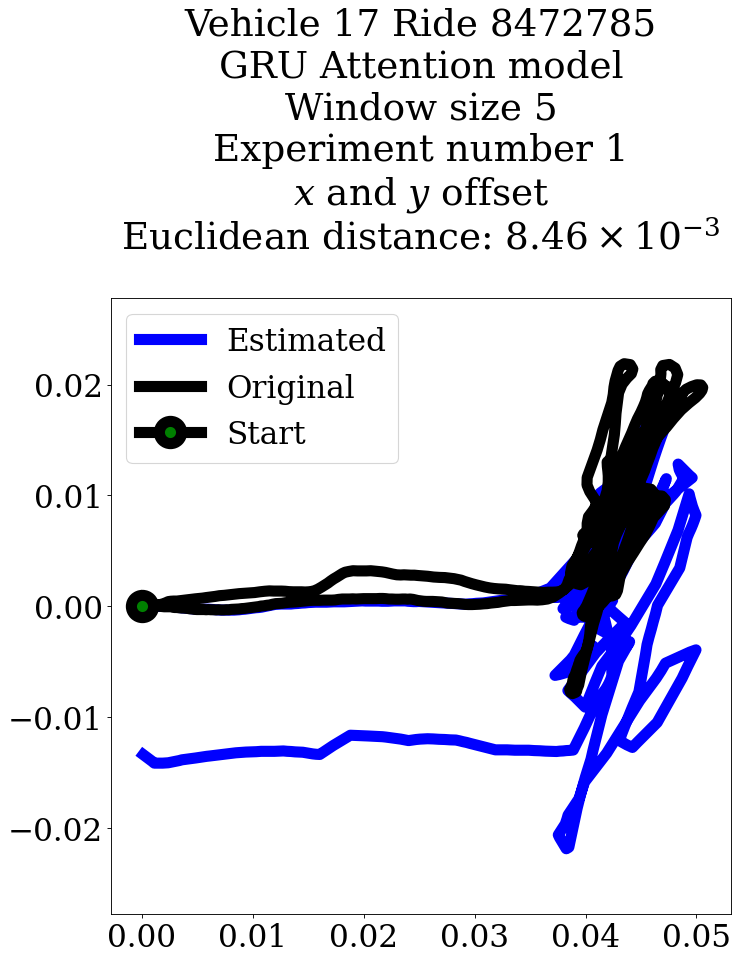 Vehicle 17 Ride 8472785
GRU Attention model
Window size 5
Experiment number 1
x and y offset
Euclidean distance: 8.46 × 10⁻³
Estimated
Original
Start
0.02
0.01
0.00
−0.01
−0.02
0.00 0.01 0.02 0.03 0.04 0.05